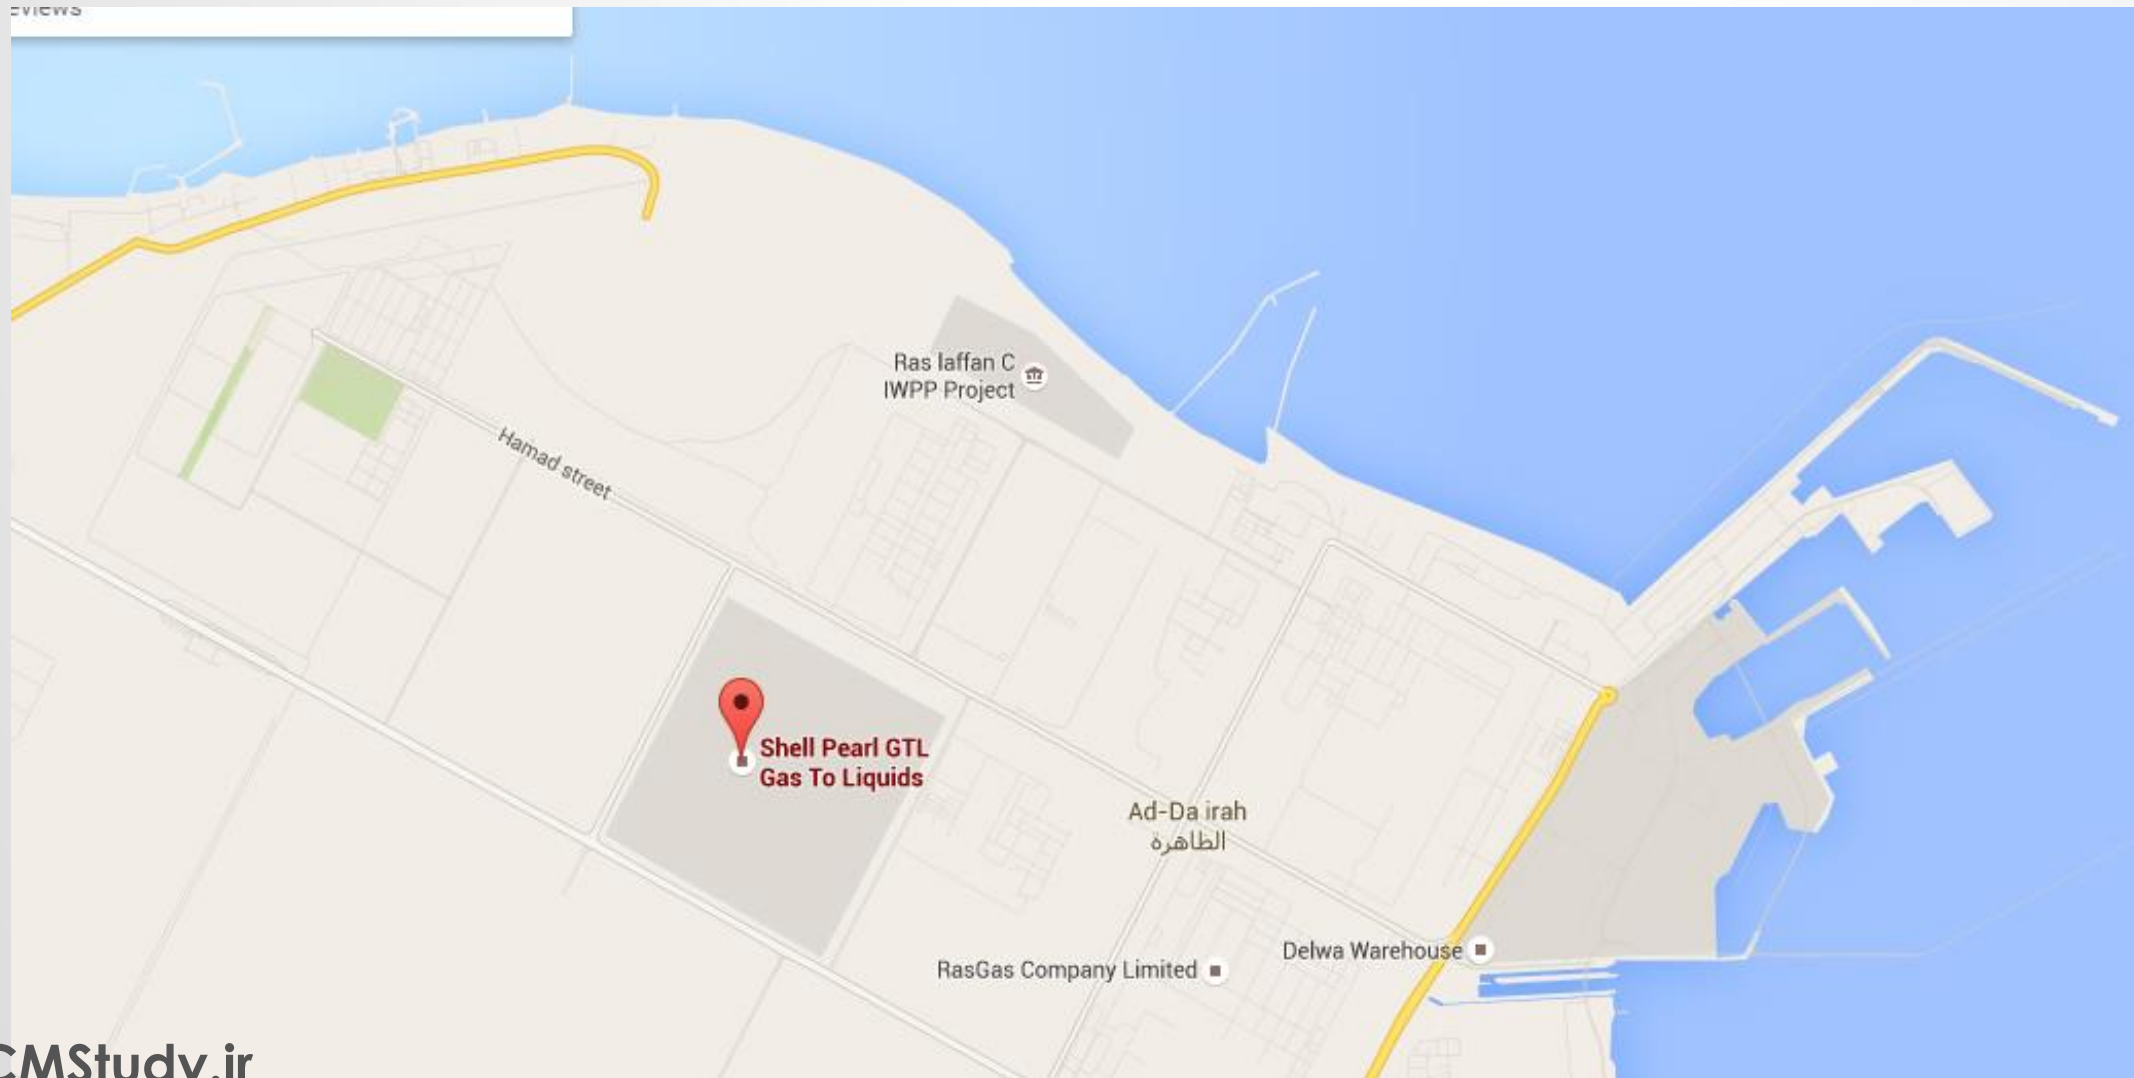 eviews
Ras laffan C
IWPP Project
Hamad street
Shell Pearl GTL
Gas To Liquids
Ad-Da irah
الظاهرة
Delwa Warehouse
RasGas Company Limited
CMStudy.ir